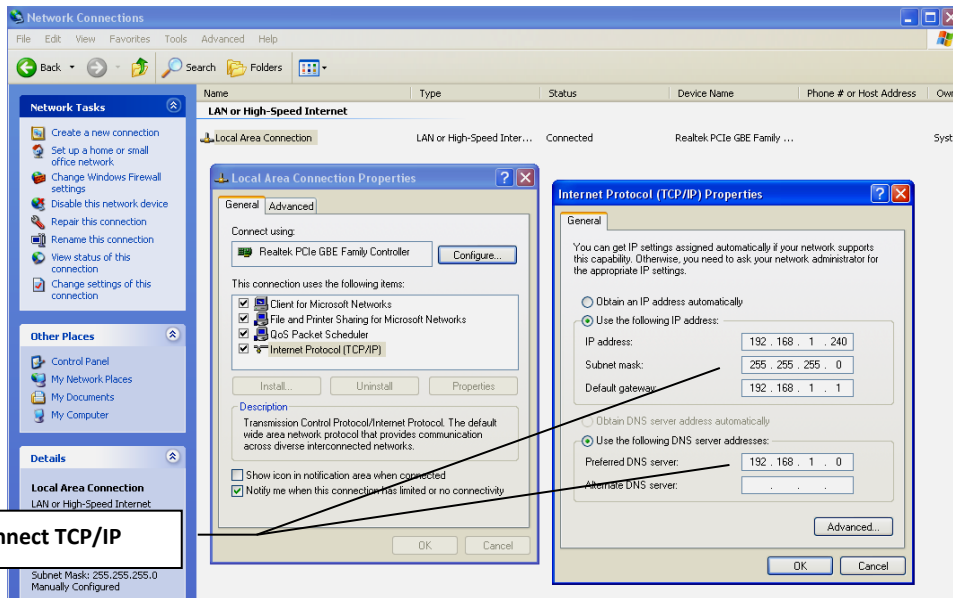 Network Connections
File Edit View Favorites Tools Advanced Help
Back Search Folders
Name Type Status Device Name Phone # or Host Address
LAN or High-Speed Internet
Local Area Connection LAN or High-Speed Inter... Connected Realtek PCIe GBE Family ...
Network Tasks
Create a new connection
Set up a home or small
office network
Change Windows Firewall
settings
Disable this network device
Repair this connection
Rename this connection
View status of this
connection
Change settings of this
connection
Other Places
Control Panel
My Network Places
My Documents
My Computer
Details
Local Area Connection
LAN or High-Speed Internet
nnect TCP/IP
Subnet Mask: 255.255.255.0
Manually Configured
Local Area Connection Properties
General Advanced
Connect using:
Realtek PCIe GBE Family Controller Configure...
This connection uses the following items:
Client for Microsoft Networks
File and Printer Sharing for Microsoft Networks
QoS Packet Scheduler
Internet Protocol (TCP/IP)
Install... Uninstall Properties
Description
Transmission Control Protocol/Internet Protocol. The default
wide area network protocol that provides communication
across diverse interconnected networks.
Show icon in notification area when connected
Notify me when this connection has limited or no connectivity
OK Cancel
Internet Protocol (TCP/IP) Properties
General
You can get IP settings assigned automatically if your network supports
this capability. Otherwise, you need to ask your network administrator for
the appropriate IP settings.
Obtain an IP address automatically
Use the following IP address:
IP address: 192 . 168 . 1 . 240
Subnet mask: 255 . 255 . 255 . 0
Default gateway: 192 . 168 . 1 . 1
Obtain DNS server address automatically
Use the following DNS server addresses:
Preferred DNS server: 192 . 168 . 1 . 0
Alternate DNS server: . . .
Advanced...
OK Cancel